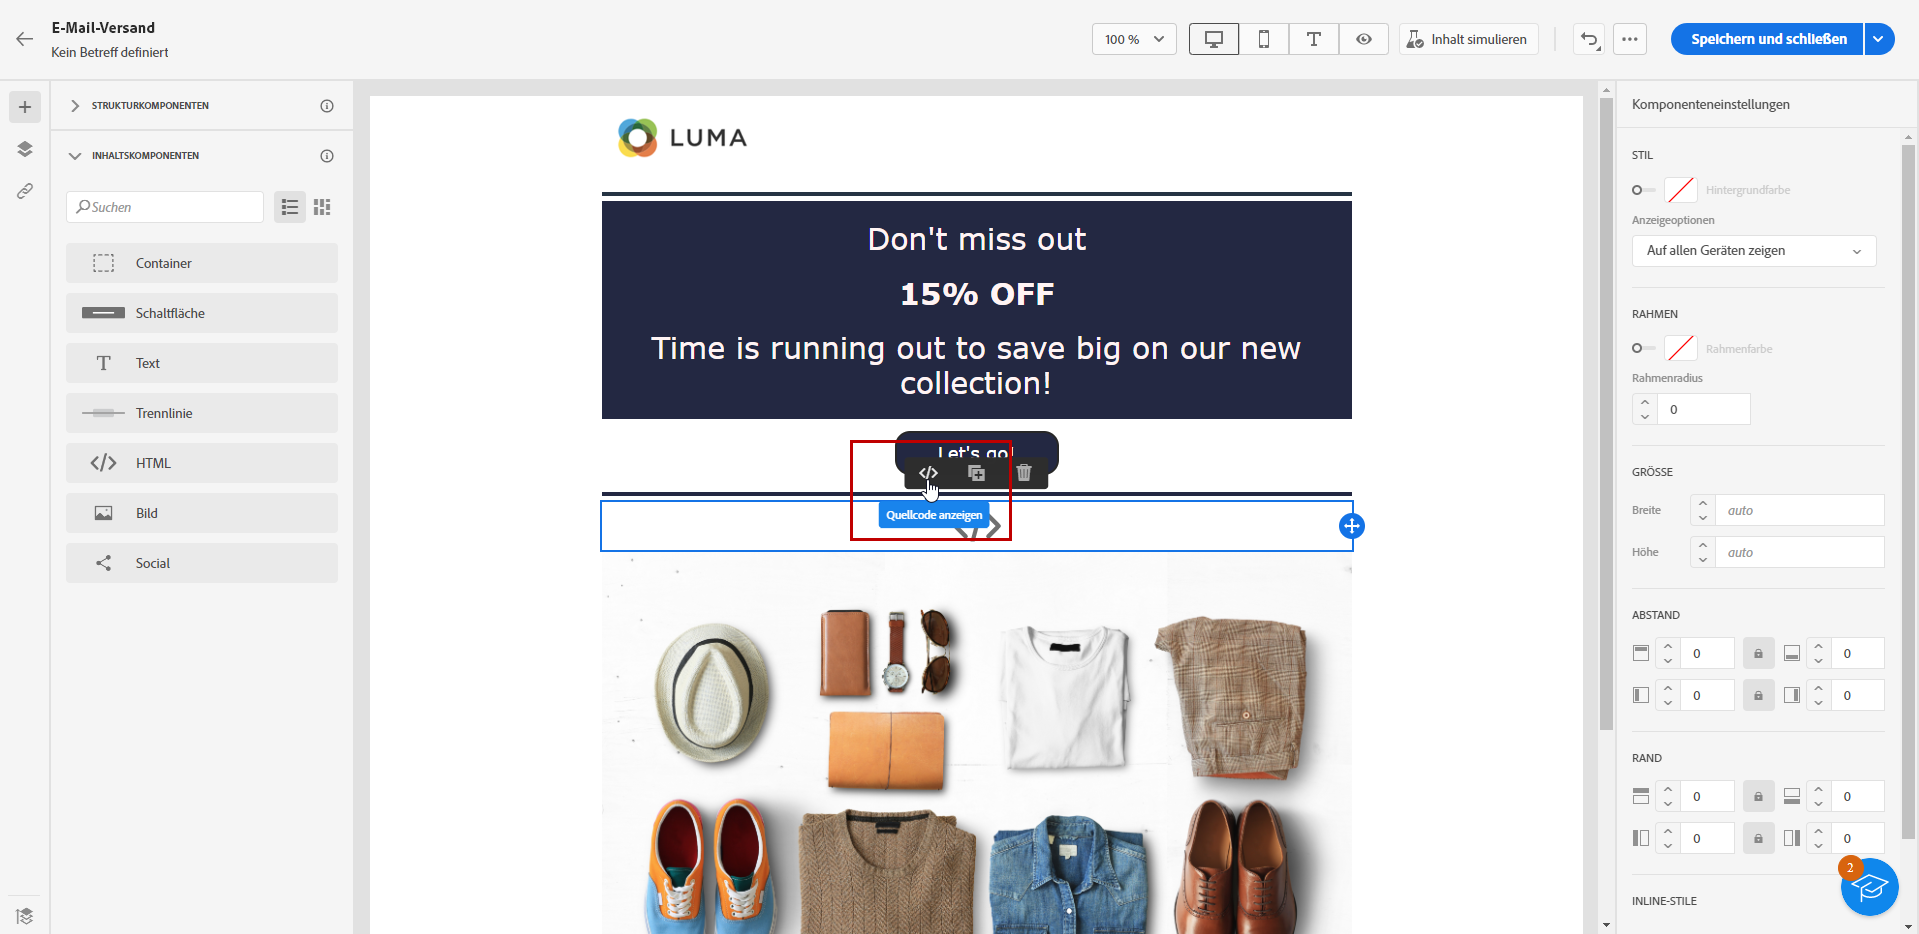 E-Mail-Versand
Kein Betreff definiert
100 %
T
Inhalt simulieren
Speichern und schließen
STRUKTURKOMPONENTEN
INHALTSKOMPONENTEN
Suchen
Container
Schaltfläche
T Text
Trennlinie
</> HTML
Bild
Social
LUMA
Don't miss out
15% OFF
Time is running out to save big on our new
collection!
Let's go!
</>
Quellcode anzeigen
Komponenteneinstellungen
STIL
Hintergrundfarbe
Anzeigeoptionen
Auf allen Geräten zeigen
RAHMEN
Rahmenfarbe
Rahmenradius
0
GRÖSSE
Breite auto
Höhe auto
ABSTAND
0 0
0 0
RAND
0 0
0 0
2
INLINE-STILE